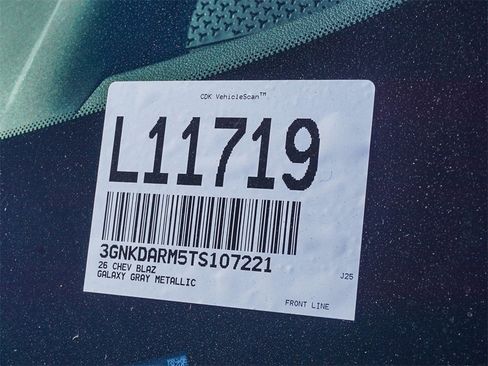 CDK VehicleScan™
L11719
3GNKDARM5TS107221
26 CHEV BLAZ
GALAXY GRAY METALLIC
J25
FRONT LINE